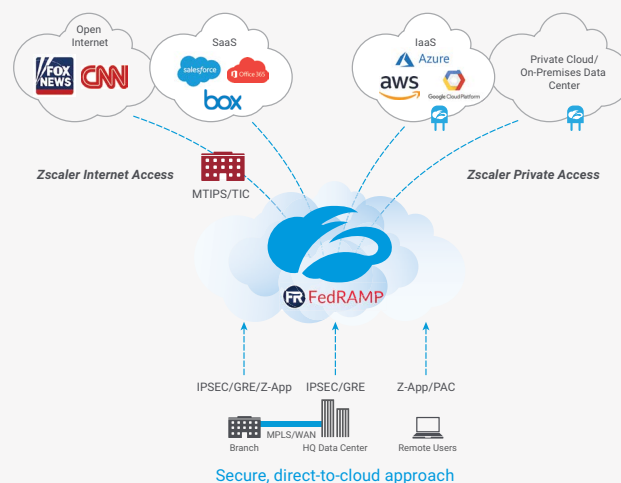 Open
Internet
SaaS
IaaS
Private Cloud/
On-Premises Data
Center
FOX
NEWS
CNN
salesforce
Office 365
box
Azure
aws
Google Cloud Platform
Zscaler Internet Access
MTIPS/TIC
Zscaler Private Access
FR FedRAMP
IPSEC/GRE/Z-App
IPSEC/GRE
Z-App/PAC
MPLS/WAN
Branch
HQ Data Center
Remote Users
Secure, direct-to-cloud approach